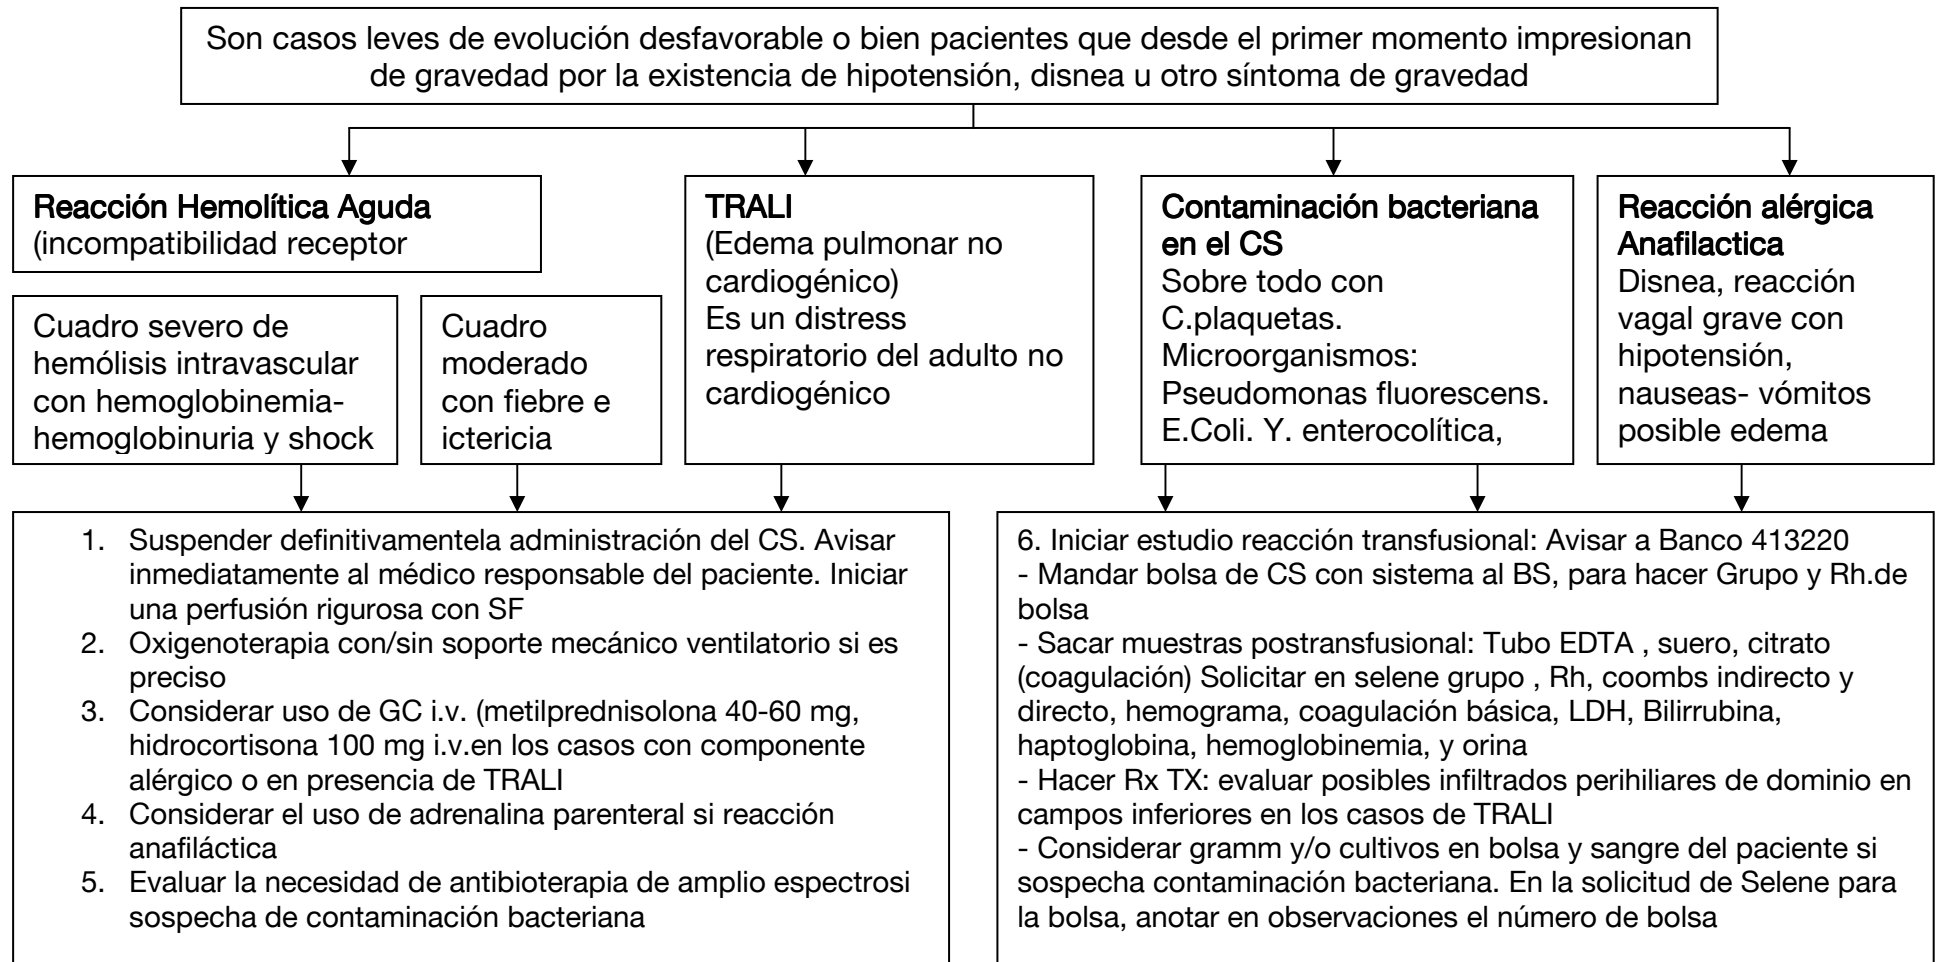 Son casos leves de evolución desfavorable o bien pacientes que desde el primer momento impresionan
de gravedad por la existencia de hipotensión, disnea u otro síntoma de gravedad
Reacción Hemolítica Aguda
(incompatibilidad receptor
Cuadro severo de
hemólisis intravascular
con hemoglobinemia-
hemoglobinuria y shock
Cuadro
moderado
con fiebre e
ictericia
TRALI
(Edema pulmonar no
cardiogénico)
Es un distress
respiratorio del adulto no
cardiogénico
Contaminación bacteriana
en el CS
Sobre todo con
C.plaquetas.
Microorganismos:
Pseudomonas fluorescens.
E.Coli. Y. enterocolítica,
Reacción alérgica
Anafilactica
Disnea, reacción
vagal grave con
hipotensión,
nauseas- vómitos
posible edema
1. Suspender definitivamentela administración del CS. Avisar
inmediatamente al médico responsable del paciente. Iniciar
una perfusión rigurosa con SF
2. Oxigenoterapia con/sin soporte mecánico ventilatorio si es
preciso
3. Considerar uso de GC i.v. (metilprednisolona 40-60 mg,
hidrocortisona 100 mg i.v.en los casos con componente
alérgico o en presencia de TRALI
4. Considerar el uso de adrenalina parenteral si reacción
anafiláctica
5. Evaluar la necesidad de antibioterapia de amplio espectrosi
sospecha de contaminación bacteriana
6. Iniciar estudio reacción transfusional: Avisar a Banco 413220
- Mandar bolsa de CS con sistema al BS, para hacer Grupo y Rh.de
bolsa
- Sacar muestras postransfusional: Tubo EDTA , suero, citrato
(coagulación) Solicitar en selene grupo , Rh, coombs indirecto y
directo, hemograma, coagulación básica, LDH, Bilirrubina,
haptoglobina, hemoglobinemia, y orina
- Hacer Rx TX: evaluar posibles infiltrados perihiliares de dominio en
campos inferiores en los casos de TRALI
- Considerar gramm y/o cultivos en bolsa y sangre del paciente si
sospecha contaminación bacteriana. En la solicitud de Selene para
la bolsa, anotar en observaciones el número de bolsa